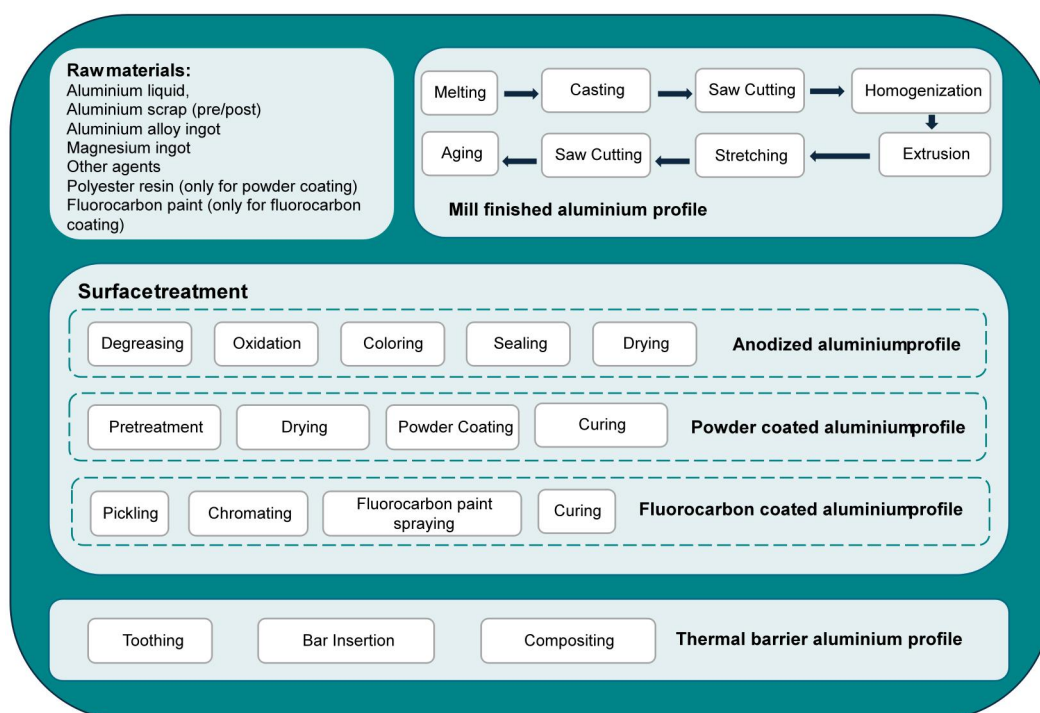 Raw materials:
Aluminium liquid,
Aluminium scrap (pre/post)
Aluminium alloy ingot
Magnesium ingot
Other agents
Polyester resin (only for powder coating)
Fluorocarbon paint (only for fluorocarbon
coating)
Melting
Casting
Saw Cutting
Homogenization
Aging
Saw Cutting
Stretching
Extrusion
Mill finished aluminium profile
Surfacetreatment
Degreasing
Oxidation
Coloring
Sealing
Drying
Anodized aluminiumprofile
Pretreatment
Drying
Powder Coating
Curing
Powder coated aluminiumprofile
Pickling
Chromating
Fluorocarbon paint
spraying
Curing
Fluorocarbon coated aluminiumprofile
Toothing
Bar Insertion
Compositing
Thermal barrier aluminium profile